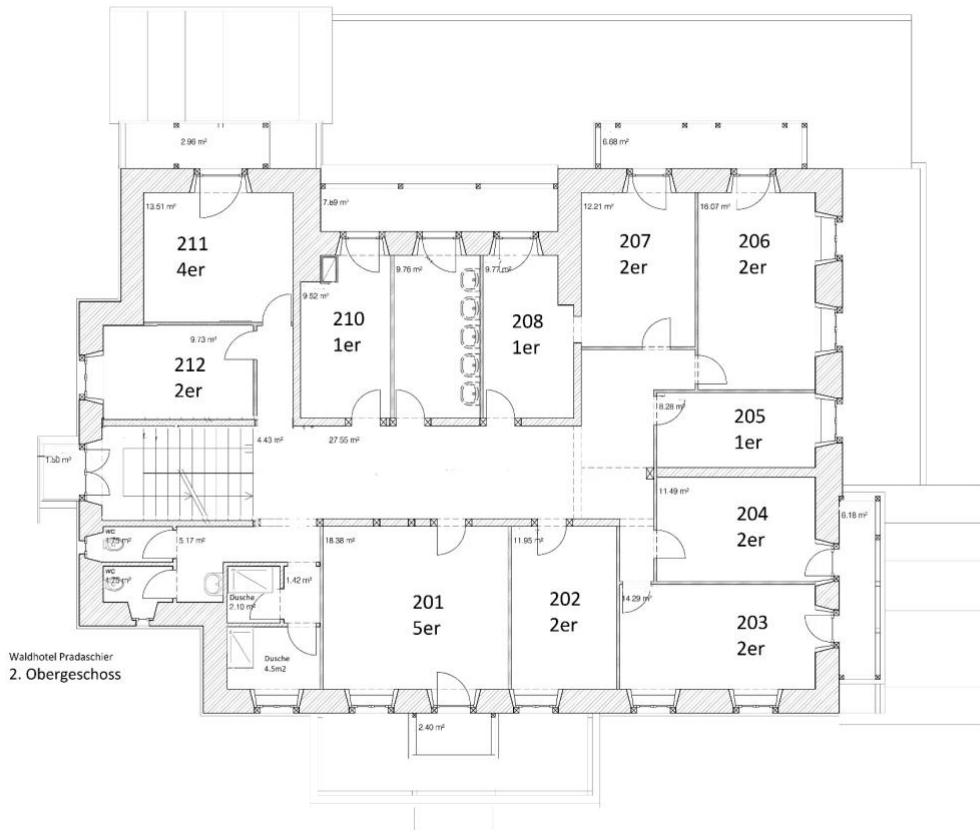 2.96 m²
6.68 m²
13.51 m²
211
4er
7.69 m²
12.21 m²
207
2er
16.07 m²
206
2er
9.52 m²
210
1er
9.76 m²
9.77 m²
208
1er
9.73 m²
212
2er
4.43 m²
27.55 m²
8.28 m²
205
1er
1.50 m²
11.49 m²
204
2er
6.18 m²
WC
1.75 m²
5.17 m²
WC
1.75 m²
Dusche
2.10 m²
1.42 m²
18.38 m²
201
5er
11.95 m²
202
2er
14.29 m²
203
2er
Dusche
4.5m2
Waldhotel Pradaschier
2. Obergeschoss
2.40 m²